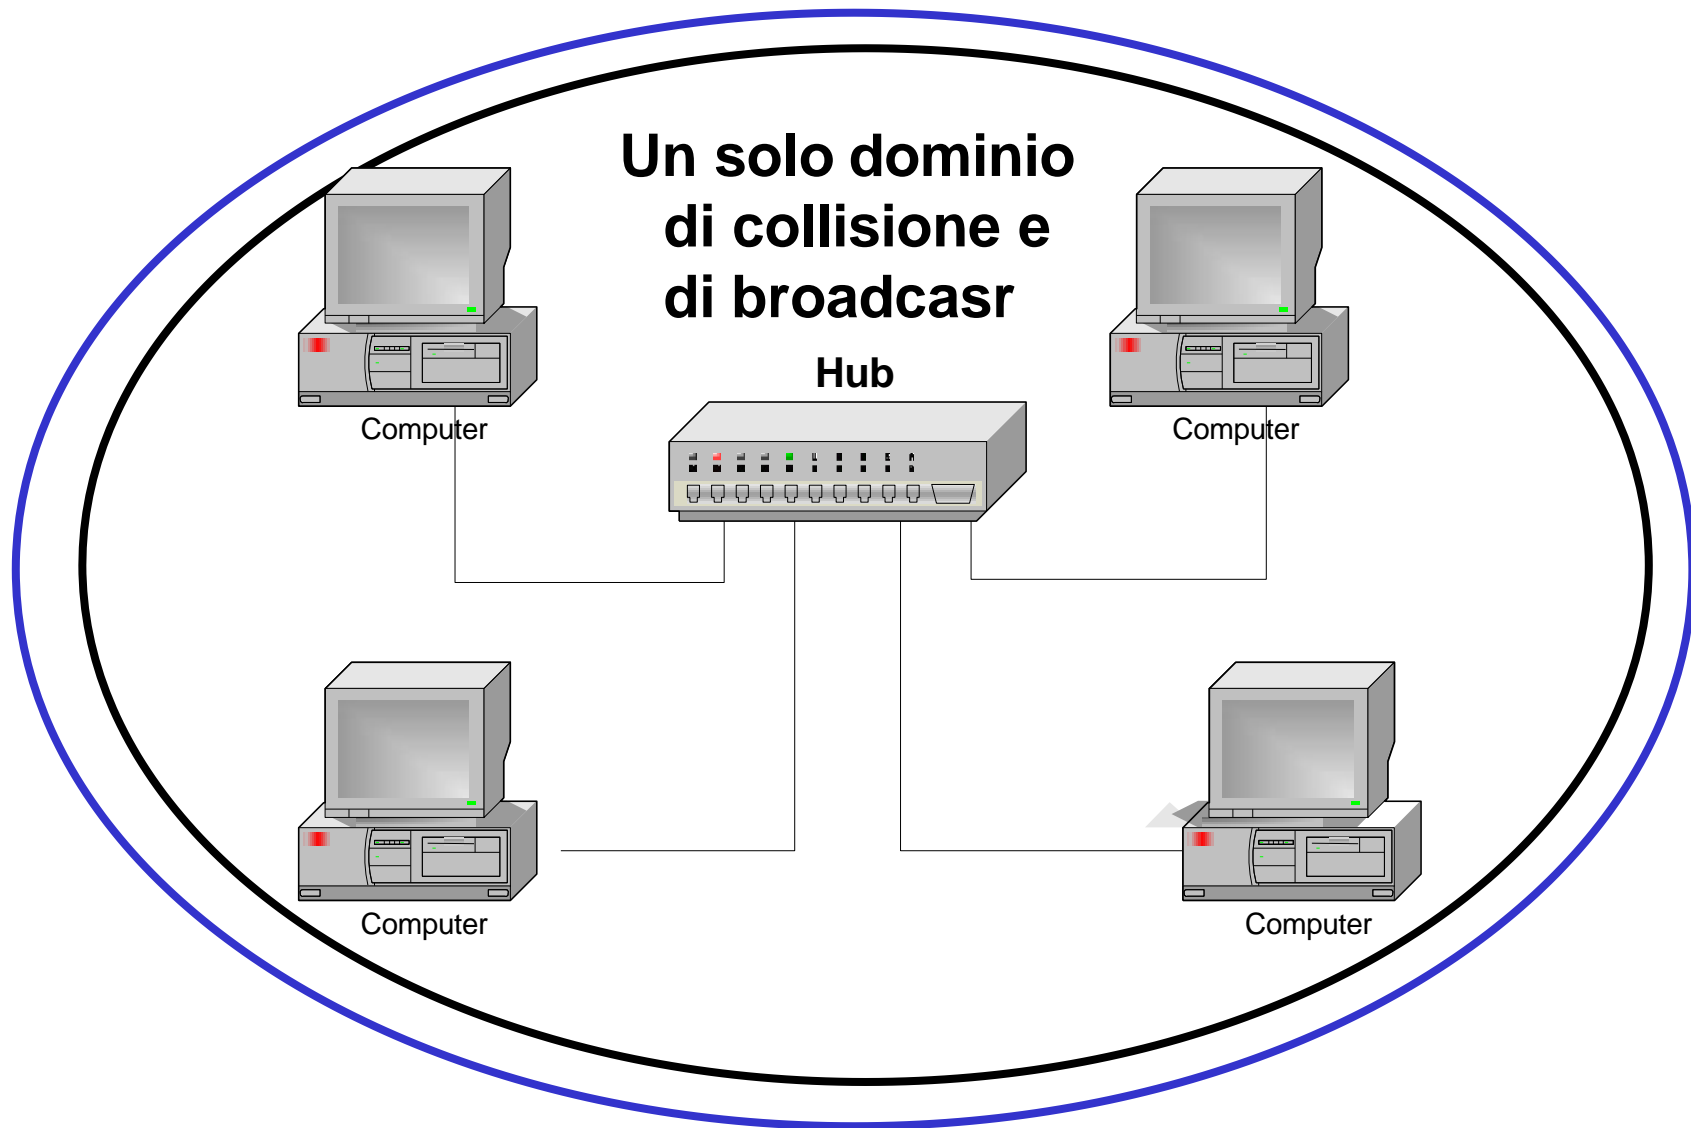 Un solo dominio
di collisione e
di broadcasr
Hub
Computer
Computer
Computer
Computer